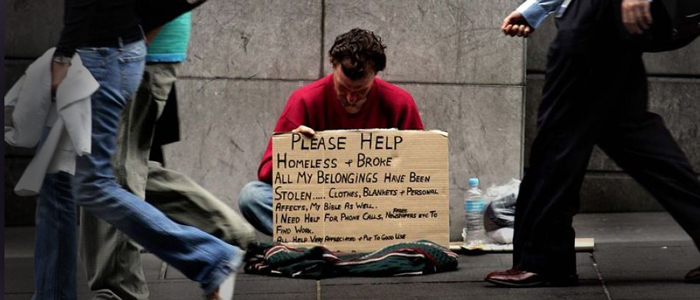 PLEASE HELP
HOMELESS + BROKE
ALL MY BELONGINGS HAVE BEEN
STOLEN..... CLOTHES, BLANKETS + PERSONAL
AFFECTS, MY BIBLE AS WELL..
I NEED HELP FOR PHONE CALLS, NEWSPAPERS ETC TO
FIND WORK.
ALL HELP VERY APPRECIATED + PUT TO GOOD USE